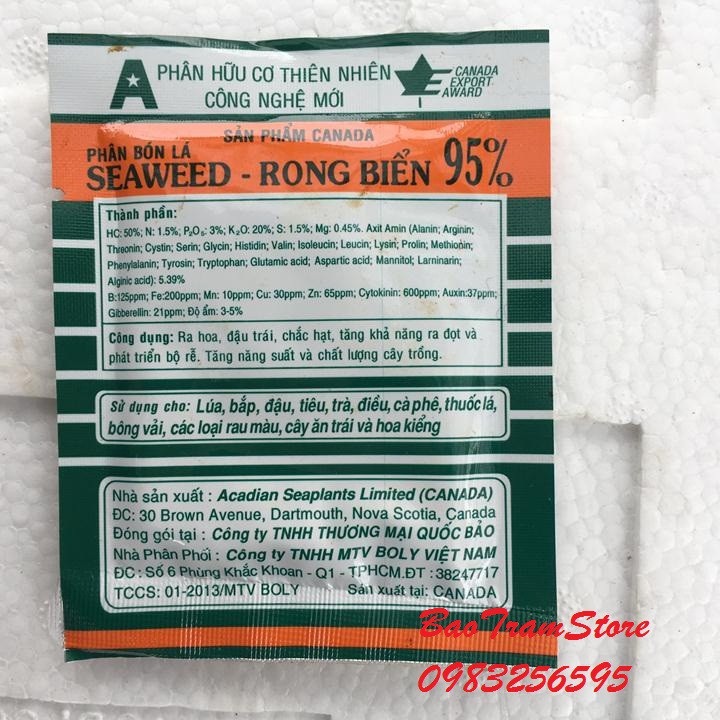 A PHÂN HỮU CƠ THIÊN NHIÊN
CÔNG NGHỆ MỚI
CANADA
EXPORT
AWARD
SẢN PHẨM CANADA
PHÂN BÓN LÁ
SEAWEED - RONG BIỂN 95%
Thành phần:
HC: 50%; N: 1.5%; P₂O₅: 3%; K₂O: 20%; S: 1.5%; Mg: 0.45%. Axit Amin (Alanin; Arginin;
Threonin; Cystin; Serin; Glycin; Histidin; Valin; Isoleucin; Leucin; Lysin; Prolin; Methionin;
Phenylalanin; Tyrosin; Tryptophan; Glutamic acid; Aspartic acid; Mannitol; Larninarin;
Alginic acid): 5.39%
B:125ppm; Fe:200ppm; Mn: 10ppm; Cu: 30ppm; Zn: 65ppm; Cytokinin: 600ppm; Auxin:37ppm;
Gibberellin: 21ppm; Độ ẩm: 3-5%
Công dụng: Ra hoa, đậu trái, chắc hạt, tăng khả năng ra đọt và
phát triển bộ rễ. Tăng năng suất và chất lượng cây trồng.
Sử dụng cho: Lúa, bắp, đậu, tiêu, trà, điều, cà phê, thuốc lá,
bông vải, các loại rau màu, cây ăn trái và hoa kiểng
Nhà sản xuất : Acadian Seaplants Limited (CANADA)
ĐC: 30 Brown Avenue, Dartmouth, Nova Scotia, Canada
Đóng gói tại : Công ty TNHH THƯƠNG MẠI QUỐC BẢO
Nhà Phân Phối : Công ty TNHH MTV BOLY VIỆT NAM
ĐC : Số 6 Phùng Khắc Khoan - Q1 - TPHCM.ĐT : 38247717
TCCS: 01-2013/MTV BOLY Sản xuất tại: CANADA
BaoTramStore
0983256595